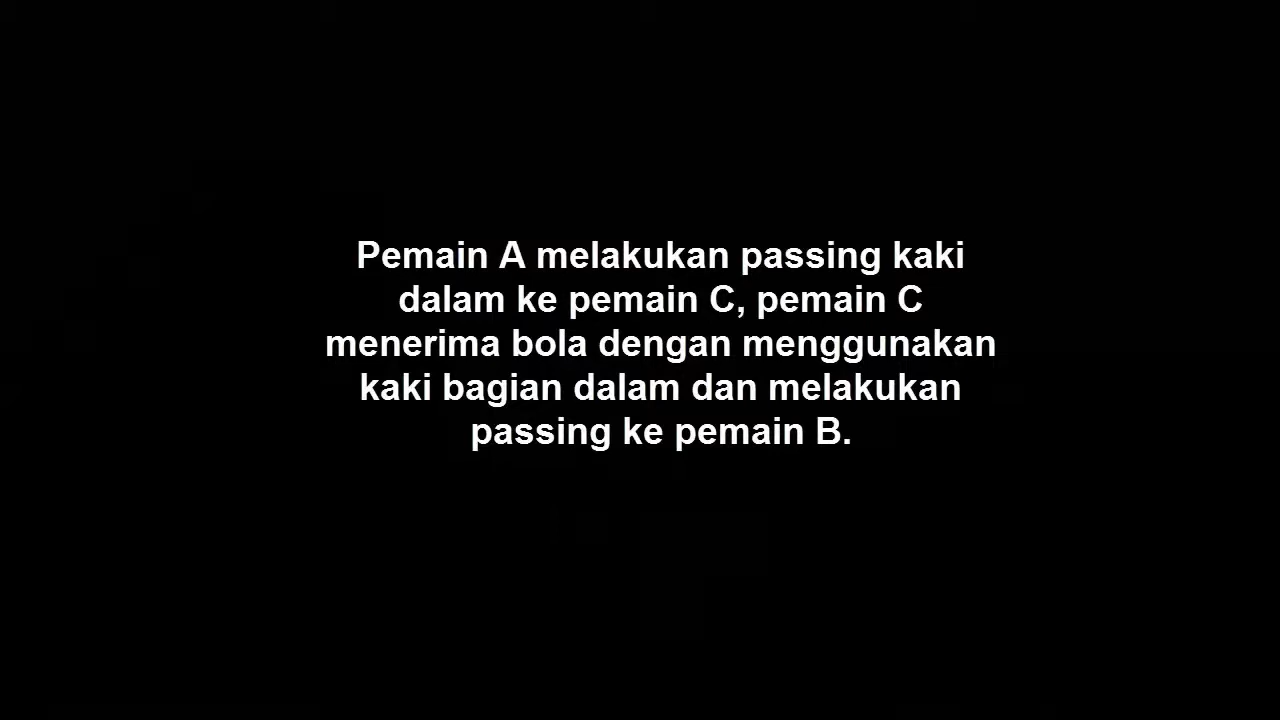 Pemain A melakukan passing kaki
dalam ke pemain C, pemain C
menerima bola dengan menggunakan
kaki bagian dalam dan melakukan
passing ke pemain B.